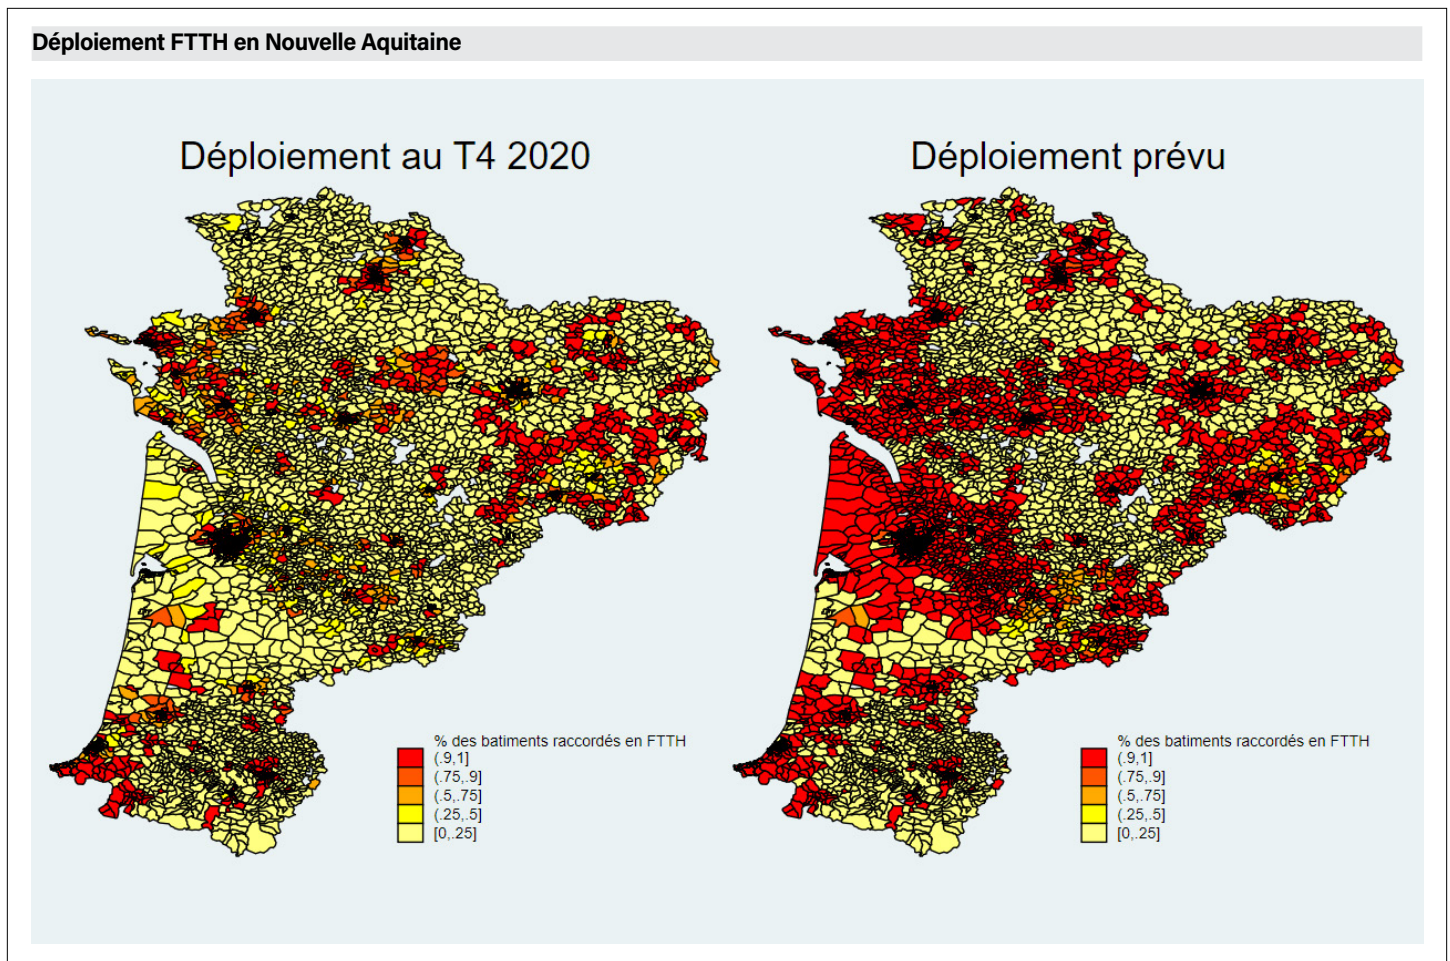 Déploiement FTTH en Nouvelle Aquitaine
Déploiement au T4 2020
% des batiments raccordés en FTTH
(.9,1]
(.75,.9]
(.5,.75]
(.25,.5]
[0,.25]
Déploiement prévu
% des batiments raccordés en FTTH
(.9,1]
(.75,.9]
(.5,.75]
(.25,.5]
[0,.25]